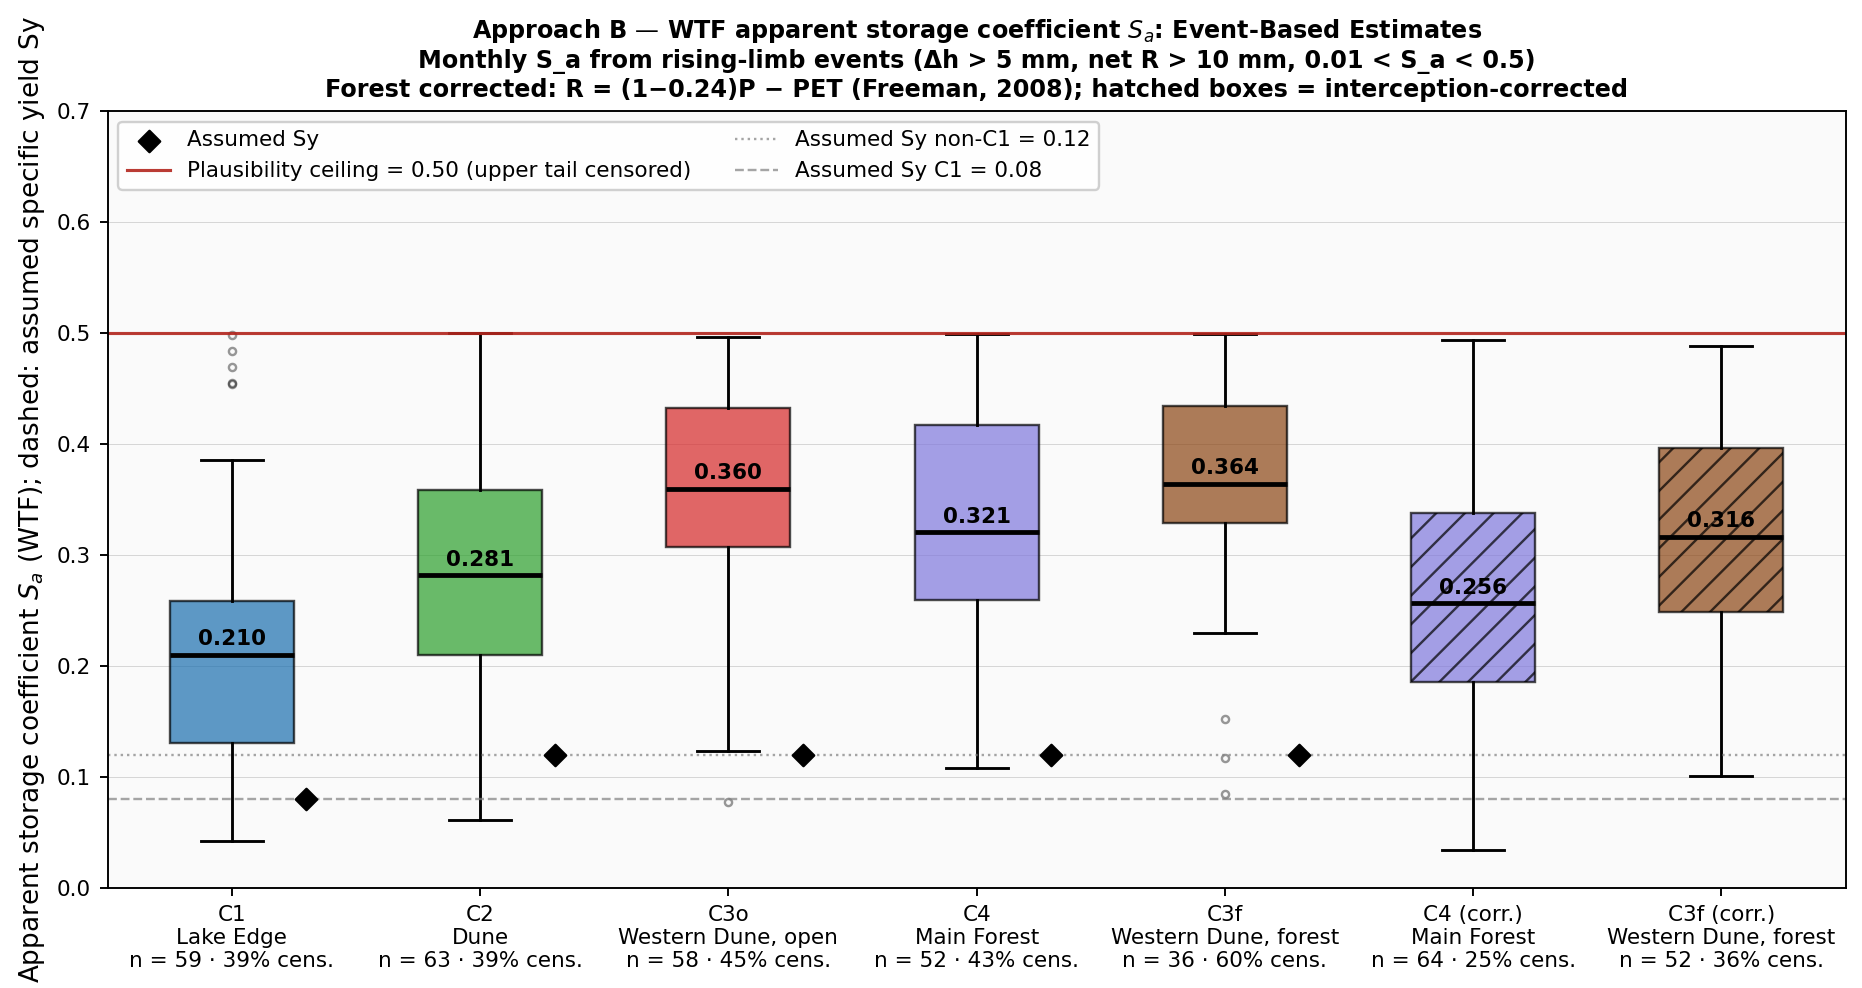 Approach B — WTF apparent storage coefficient Sₐ: Event-Based Estimates
Monthly S_a from rising-limb events (Δh > 5 mm, net R > 10 mm, 0.01 < S_a < 0.5)
Forest corrected: R = (1−0.24)P − PET (Freeman, 2008); hatched boxes = interception-corrected
Apparent storage coefficient Sₐ (WTF); dashed: assumed specific yield Sy
0.7
0.6
0.5
0.4
0.3
0.2
0.1
0.0
Assumed Sy
Plausibility ceiling = 0.50 (upper tail censored)
Assumed Sy non-C1 = 0.12
Assumed Sy C1 = 0.08
0.210
0.281
0.360
0.321
0.364
0.256
0.316
C1
Lake Edge
n = 59 · 39% cens.
C2
Dune
n = 63 · 39% cens.
C3o
Western Dune, open
n = 58 · 45% cens.
C4
Main Forest
n = 52 · 43% cens.
C3f
Western Dune, forest
n = 36 · 60% cens.
C4 (corr.)
Main Forest
n = 64 · 25% cens.
C3f (corr.)
Western Dune, forest
n = 52 · 36% cens.